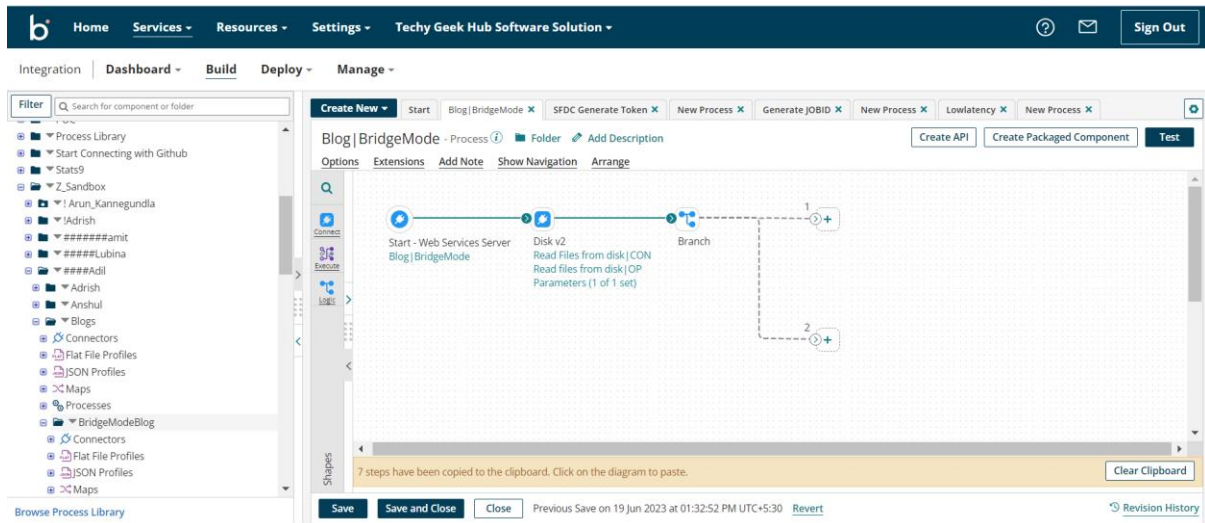 b Home Services Resources Settings Techy Geek Hub Software Solution Sign Out
Integration Dashboard Build Deploy Manage
Filter Search for component or folder
Process Library
Start Connecting with Github
Stats9
Z_Sandbox
! Arun_Kannegundla
!Adrish
#######amit
#####Lubina
####Adil
Adrish
Anshul
Blogs
Connectors
Flat File Profiles
JSON Profiles
Maps
Processes
BridgeModeBlog
Connectors
Flat File Profiles
JSON Profiles
Maps
Browse Process Library
Create New Start Blog|BridgeMode SFDC Generate Token New Process Generate JOBID New Process Lowlatency New Process
Blog|BridgeMode - Process Folder Add Description Create API Create Packaged Component Test
Options Extensions Add Note Show Navigation Arrange
Connect
Execute
Logic
Shapes
Start - Web Services Server
Blog|BridgeMode
Disk v2
Read Files from disk|CON
Read files from disk|OP
Parameters (1 of 1 set)
Branch
1
2
7 steps have been copied to the clipboard. Click on the diagram to paste. Clear Clipboard
Save Save and Close Close Previous Save on 19 Jun 2023 at 01:32:52 PM UTC+5:30 Revert Revision History